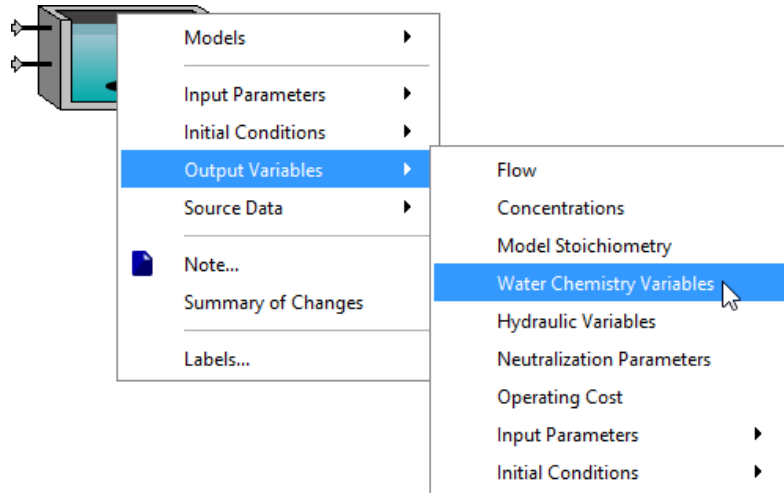 Models
Input Parameters
Initial Conditions
Output Variables
Source Data
Note...
Summary of Changes
Labels...
Flow
Concentrations
Model Stoichiometry
Water Chemistry Variables
Hydraulic Variables
Neutralization Parameters
Operating Cost
Input Parameters
Initial Conditions